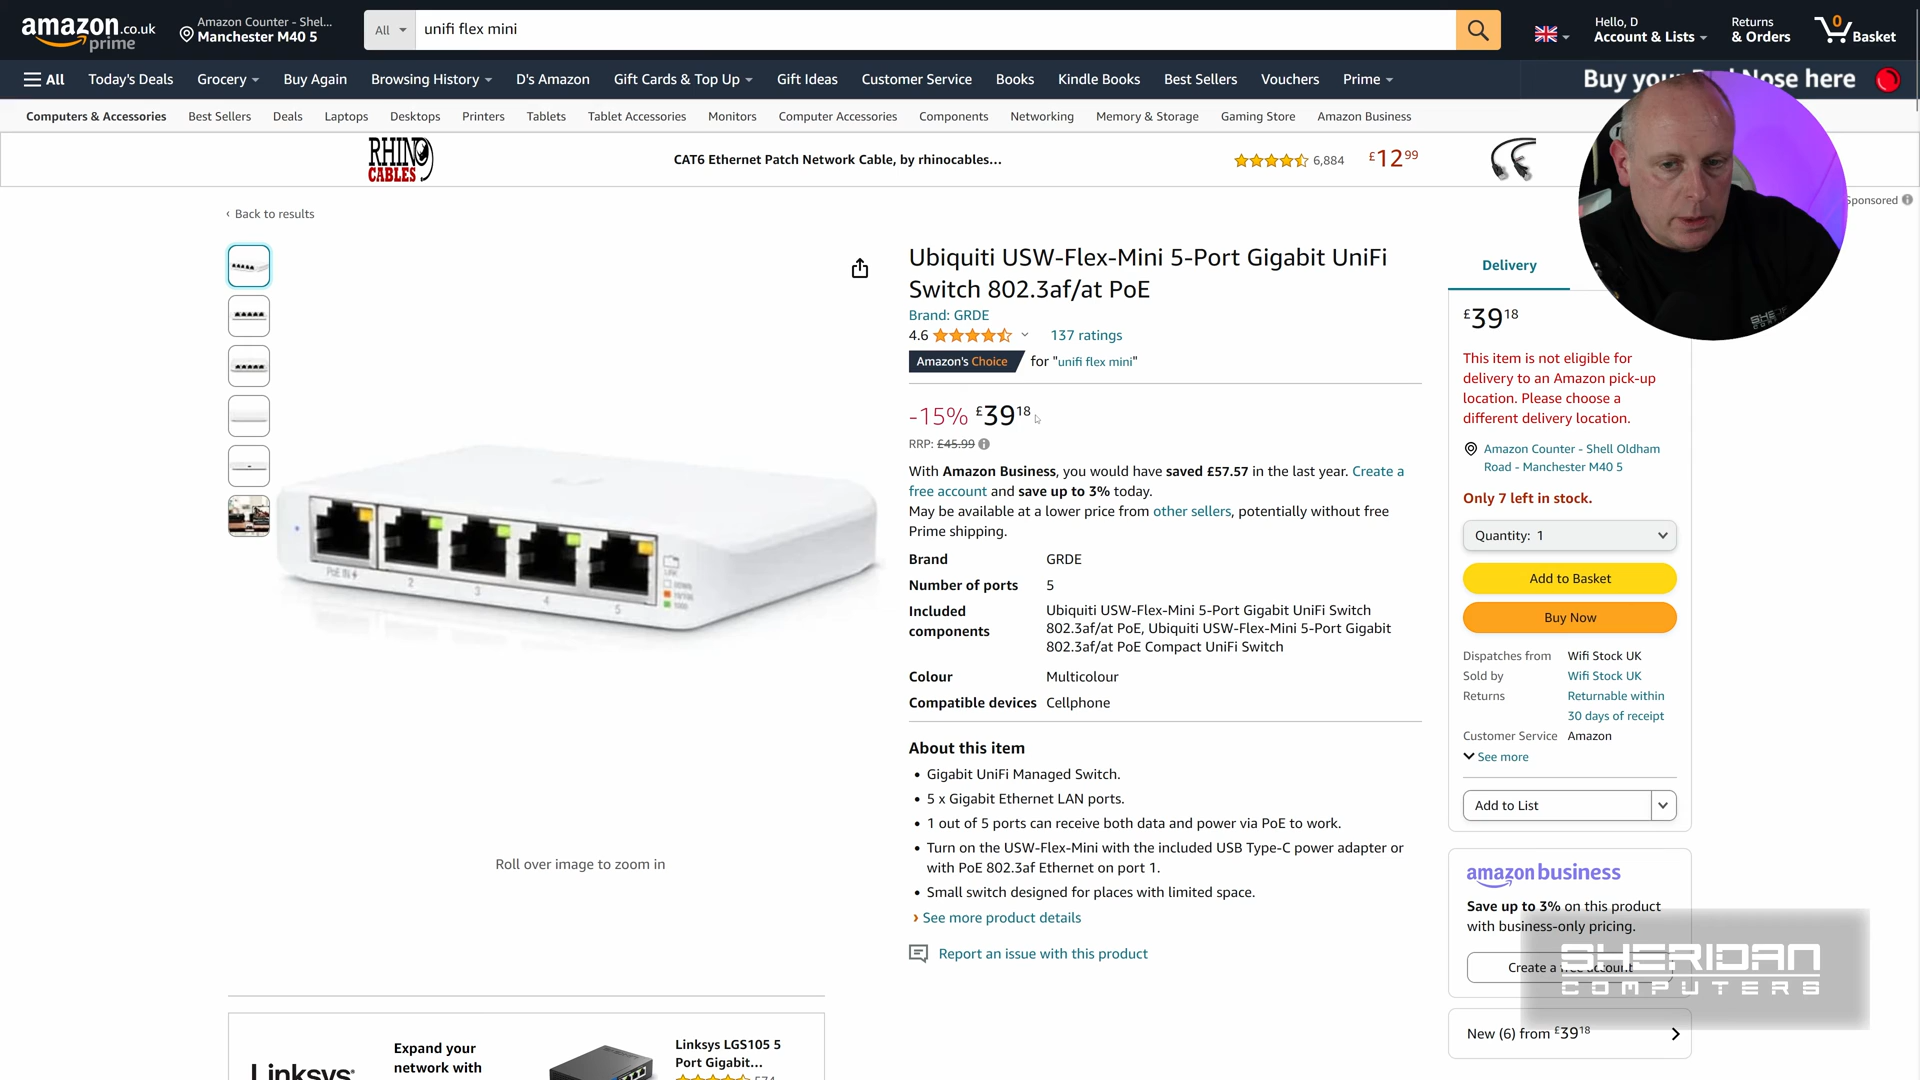 amazon.co.uk
prime
Amazon Counter - Shel...
Manchester M40 5
All
unifi flex mini
Hello, D
Account & Lists
Returns
& Orders
0
Basket
All
Today's Deals
Grocery
Buy Again
Browsing History
D's Amazon
Gift Cards & Top Up
Gift Ideas
Customer Service
Books
Kindle Books
Best Sellers
Vouchers
Prime
Buy your Red Nose here
Computers & Accessories
Best Sellers
Deals
Laptops
Desktops
Printers
Tablets
Tablet Accessories
Monitors
Computer Accessories
Components
Networking
Memory & Storage
Gaming Store
Amazon Business
RHINO
CABLES
CAT6 Ethernet Patch Network Cable, by rhinocables...
6,884
£12 99
Sponsored
‹ Back to results
PoE IN
2
3
4
5
LINK
Roll over image to zoom in
Ubiquiti USW-Flex-Mini 5-Port Gigabit UniFi
Switch 802.3af/at PoE
Brand: GRDE
4.6
137 ratings
Amazon's Choice for "unifi flex mini"
-15% £39 18
RRP: £45.99
With Amazon Business, you would have saved £57.57 in the last year. Create a
free account and save up to 3% today.
May be available at a lower price from other sellers, potentially without free
Prime shipping.
Brand GRDE
Number of ports 5
Included
components
Ubiquiti USW-Flex-Mini 5-Port Gigabit UniFi Switch
802.3af/at PoE, Ubiquiti USW-Flex-Mini 5-Port Gigabit
802.3af/at PoE Compact UniFi Switch
Colour Multicolour
Compatible devices Cellphone
About this item
• Gigabit UniFi Managed Switch.
• 5 x Gigabit Ethernet LAN ports.
• 1 out of 5 ports can receive both data and power via PoE to work.
• Turn on the USW-Flex-Mini with the included USB Type-C power adapter or
with PoE 802.3af Ethernet on port 1.
• Small switch designed for places with limited space.
› See more product details
Report an issue with this product
Delivery
£39 18
This item is not eligible for
delivery to an Amazon pick-up
location. Please choose a
different delivery location.
Amazon Counter - Shell Oldham
Road - Manchester M40 5
Only 7 left in stock.
Quantity: 1
Add to Basket
Buy Now
Dispatches from Wifi Stock UK
Sold by Wifi Stock UK
Returns Returnable within
30 days of receipt
Customer Service Amazon
See more
Add to List
amazon business
Save up to 3% on this product
with business-only pricing.
Create a free account
SHERIDAN
COMPUTERS
New (6) from £39 18
Linksys
Expand your
network with
Linksys LGS105 5
Port Gigabit...
574